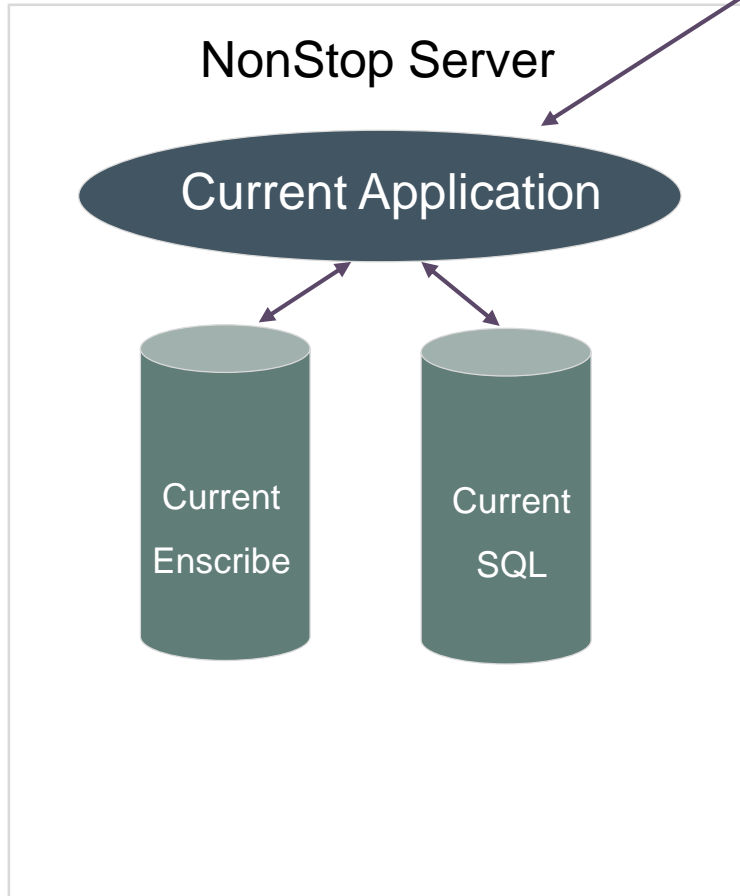 NonStop Server
Current Application
Current
Enscribe
Current
SQL